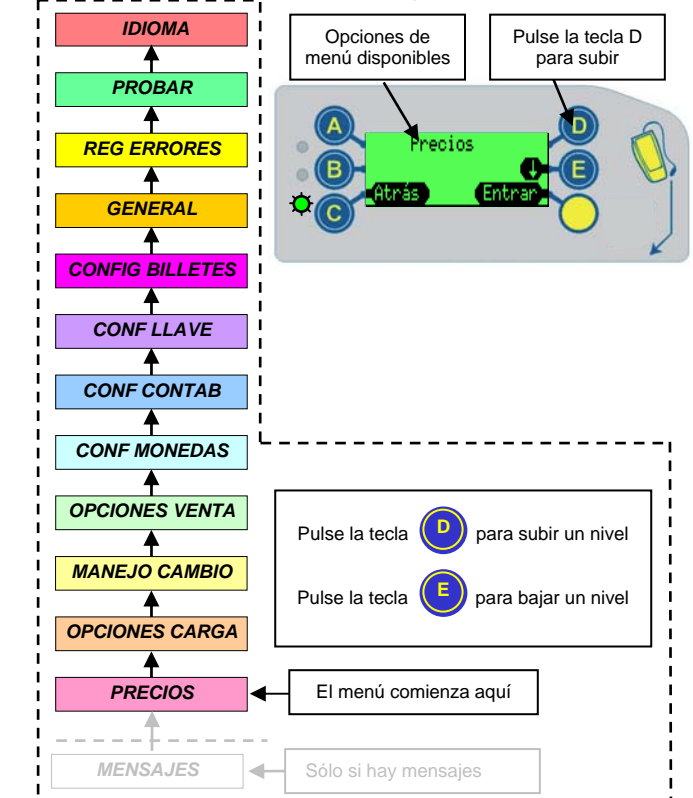 IDIOMA
PROBAR
REG ERRORES
GENERAL
CONFIG BILLETES
CONF LLAVE
CONF CONTAB
CONF MONEDAS
OPCIONES VENTA
MANEJO CAMBIO
OPCIONES CARGA
PRECIOS
MENSAJES
Opciones de
menú disponibles
Pulse la tecla D
para subir
A
B
C
Precios
↓
Atrás
Entrar
D
E
Pulse la tecla D para subir un nivel
Pulse la tecla E para bajar un nivel
El menú comienza aquí
Sólo si hay mensajes